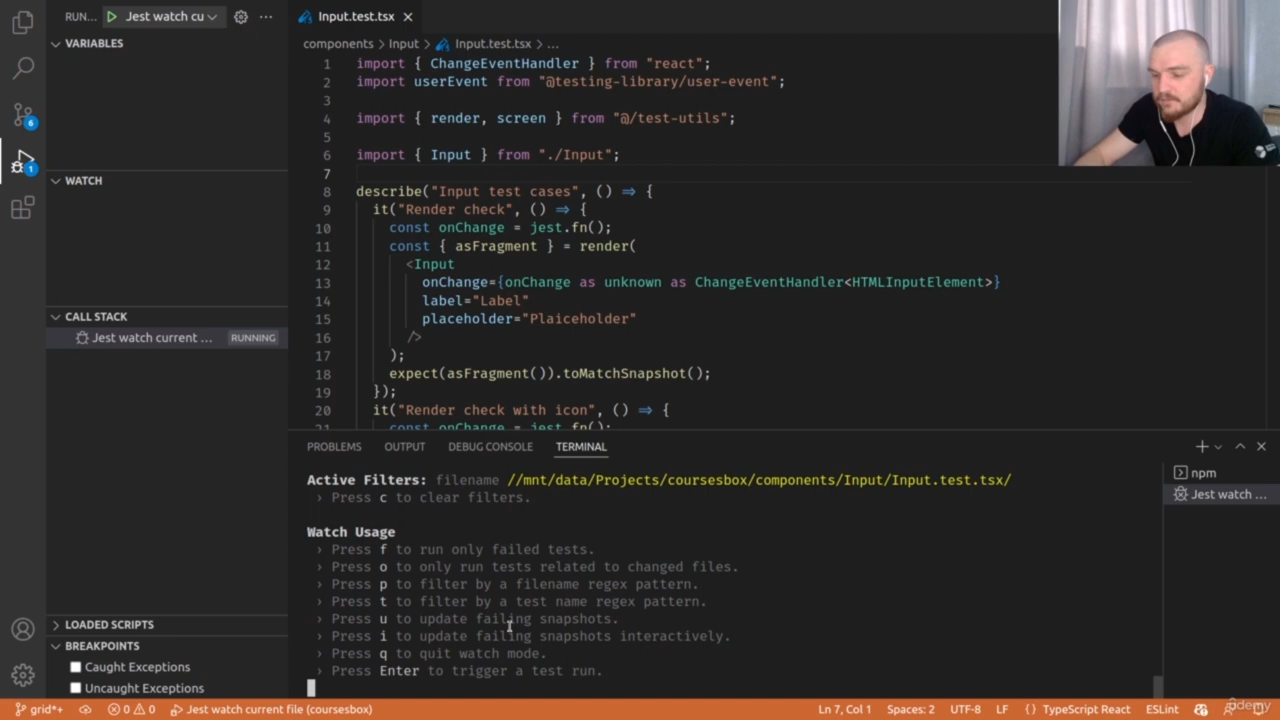 RUN...
Jest watch cu
Input.test.tsx
VARIABLES
WATCH
CALL STACK
Jest watch current ...
RUNNING
LOADED SCRIPTS
BREAKPOINTS
Caught Exceptions
Uncaught Exceptions
6
1
components
Input
Input.test.tsx
...
1 import { ChangeEventHandler } from "react";
2 import userEvent from "@testing-library/user-event";
3
4 import { render, screen } from "@/test-utils";
5
6 import { Input } from "./Input";
7
8 describe("Input test cases", () => {
9 it("Render check", () => {
10 const onChange = jest.fn();
11 const { asFragment } = render(
12 <Input
13 onChange={onChange as unknown as ChangeEventHandler<HTMLInputElement>}
14 label="Label"
15 placeholder="Plaiceholder"
16 />
17 );
18 expect(asFragment()).toMatchSnapshot();
19 });
20 it("Render check with icon", () => {
21 const onChange = jest.fn();
PROBLEMS
OUTPUT
DEBUG CONSOLE
TERMINAL
Active Filters: filename //mnt/data/Projects/coursesbox/components/Input/Input.test.tsx/
› Press c to clear filters.
Watch Usage
› Press f to run only failed tests.
› Press o to only run tests related to changed files.
› Press p to filter by a filename regex pattern.
› Press t to filter by a test name regex pattern.
› Press u to update failing snapshots.
› Press i to update failing snapshots interactively.
› Press q to quit watch mode.
› Press Enter to trigger a test run.
npm
Jest watch ...
grid*+
0
0
Jest watch current file (coursesbox)
Ln 7, Col 1
Spaces: 2
UTF-8
LF
{ } TypeScript React
ESLint
udemy